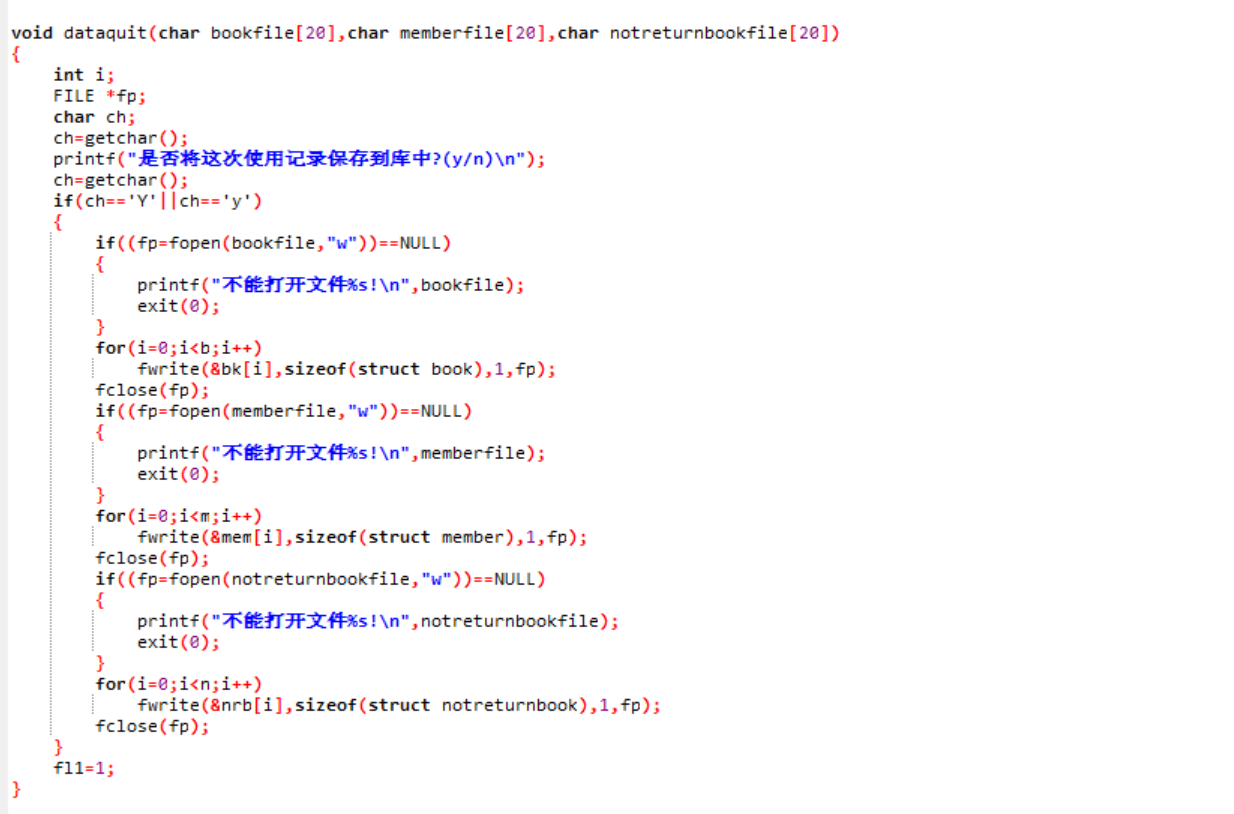 void dataquit(char bookfile[20],char memberfile[20],char notreturnbookfile[20])
{
    int i;
    FILE *fp;
    char ch;
    ch=getchar();
    printf("是否将这次使用记录保存到库中?(y/n)\n");
    ch=getchar();
    if(ch=='Y'||ch=='y')
    {
        if((fp=fopen(bookfile,"w"))==NULL)
        {
            printf("不能打开文件%s!\n",bookfile);
            exit(0);
        }
        for(i=0;i<b;i++)
            fwrite(&bk[i],sizeof(struct book),1,fp);
        fclose(fp);
        if((fp=fopen(memberfile,"w"))==NULL)
        {
            printf("不能打开文件%s!\n",memberfile);
            exit(0);
        }
        for(i=0;i<m;i++)
            fwrite(&mem[i],sizeof(struct member),1,fp);
        fclose(fp);
        if((fp=fopen(notreturnbookfile,"w"))==NULL)
        {
            printf("不能打开文件%s!\n",notreturnbookfile);
            exit(0);
        }
        for(i=0;i<n;i++)
            fwrite(&nrb[i],sizeof(struct notreturnbook),1,fp);
        fclose(fp);
    }
    fl1=1;
}